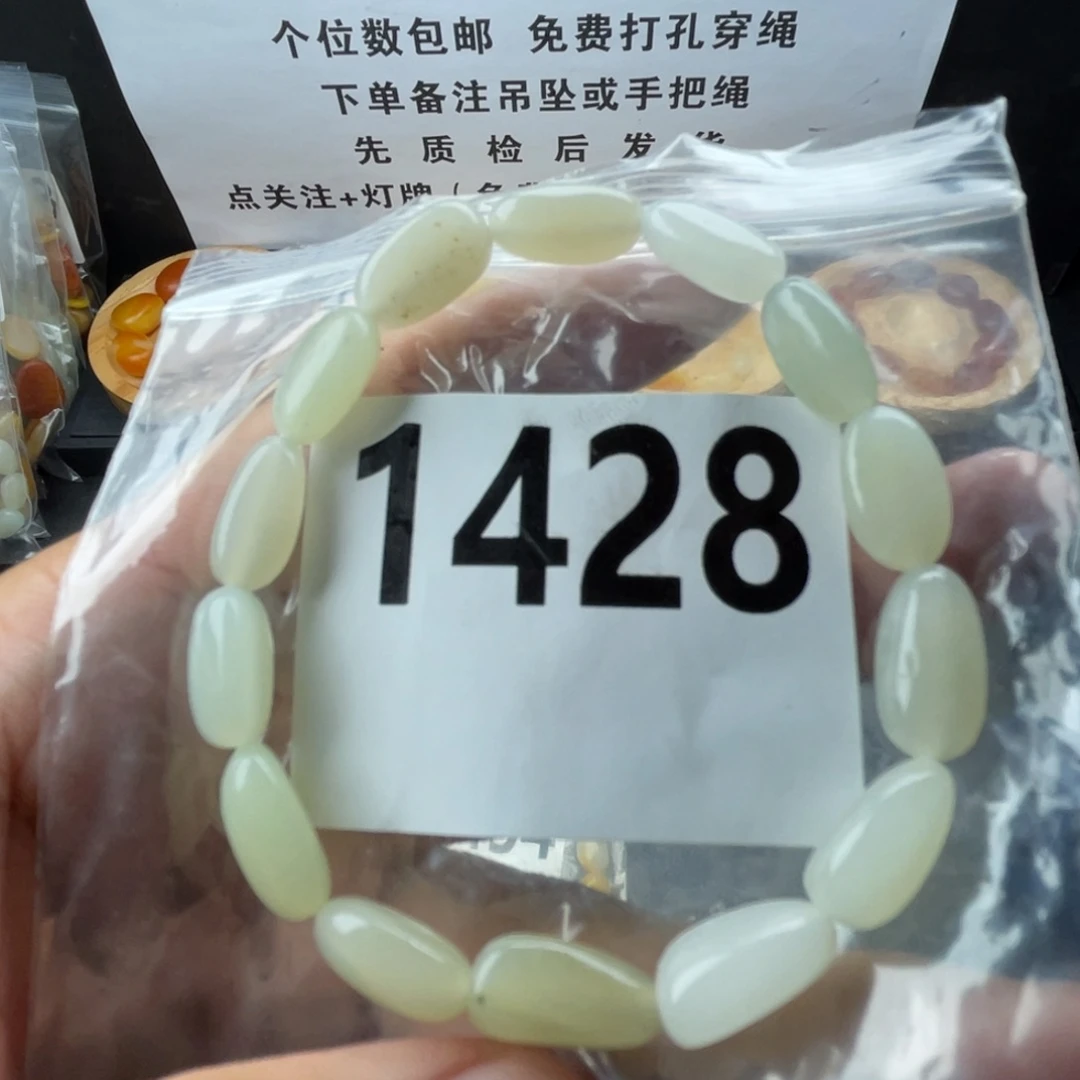 个位数包邮 免费打孔穿绳
下单备注吊坠或手把绳
先质检后发货
点关注+灯牌（免
1428